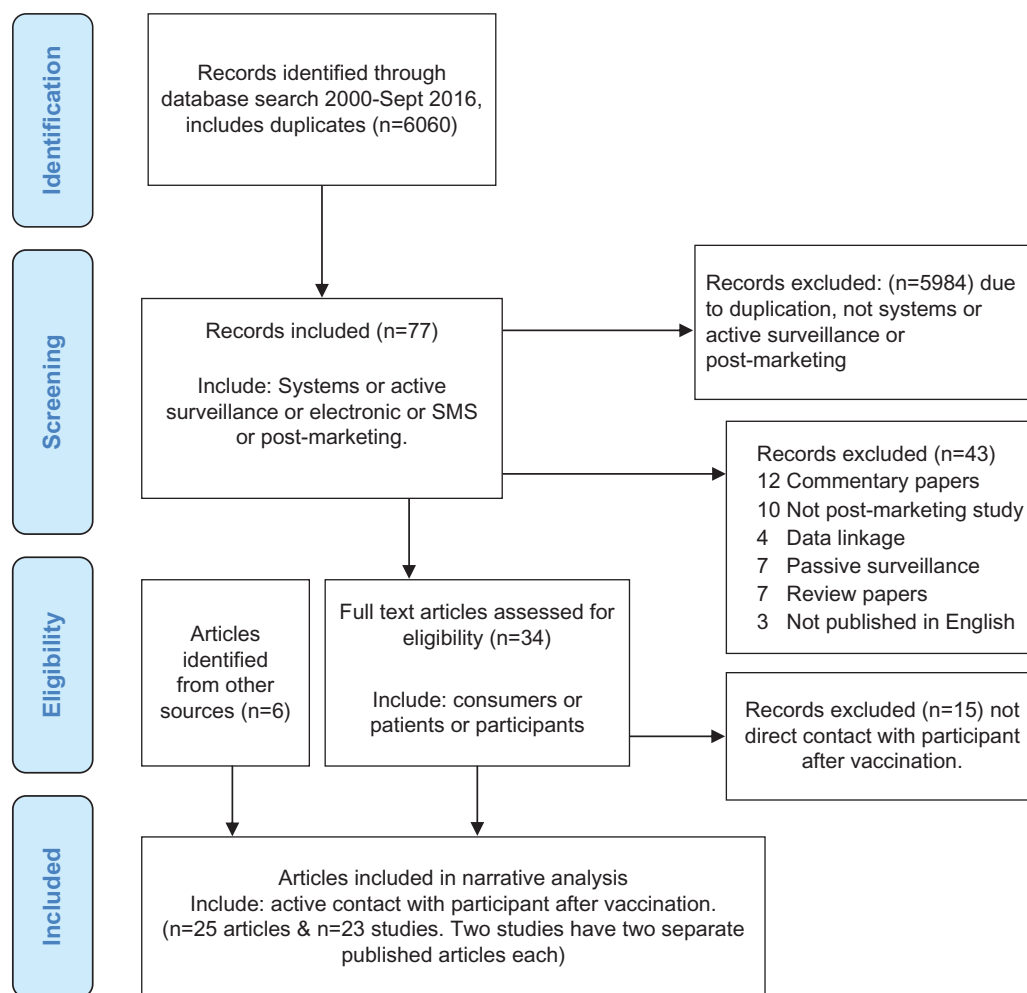 Identification
Records identified through
database search 2000-Sept 2016,
includes duplicates (n=6060)
Screening
Records included (n=77)
Include: Systems or active
surveillance or electronic or SMS
or post-marketing.
Records excluded: (n=5984) due
to duplication, not systems or
active surveillance or
post-marketing
Records excluded (n=43)
12 Commentary papers
10 Not post-marketing study
4 Data linkage
7 Passive surveillance
7 Review papers
3 Not published in English
Eligibility
Articles
identified
from other
sources (n=6)
Full text articles assessed for
eligibility (n=34)
Include: consumers or
patients or participants
Records excluded (n=15) not
direct contact with participant
after vaccination.
Included
Articles included in narrative analysis
Include: active contact with participant after vaccination.
(n=25 articles & n=23 studies. Two studies have two separate
published articles each)